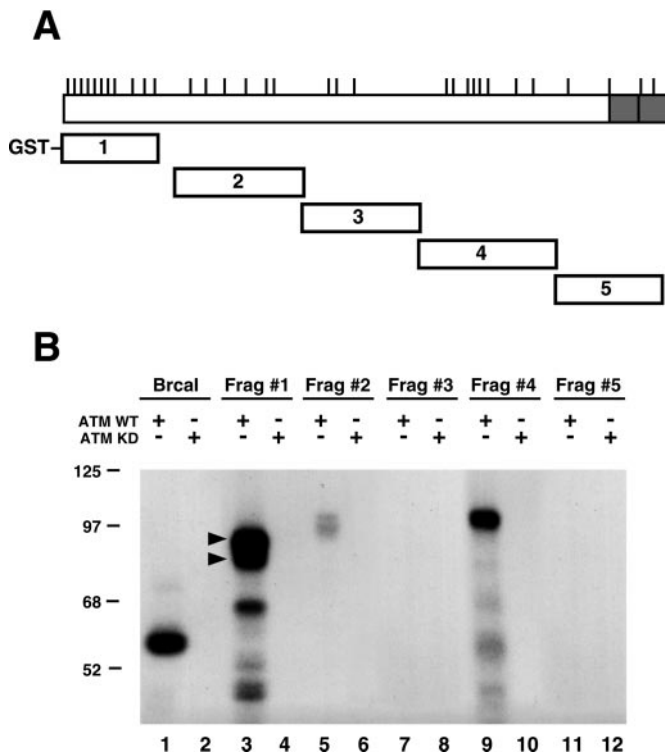 A
GST
1
2
3
4
5
B
Brcal Frag #1 Frag #2 Frag #3 Frag #4 Frag #5
ATM WT + - + - + - + - + - + -
ATM KD - + - + - + - + - + - +
125
97
68
52
1 2 3 4 5 6 7 8 9 10 11 12